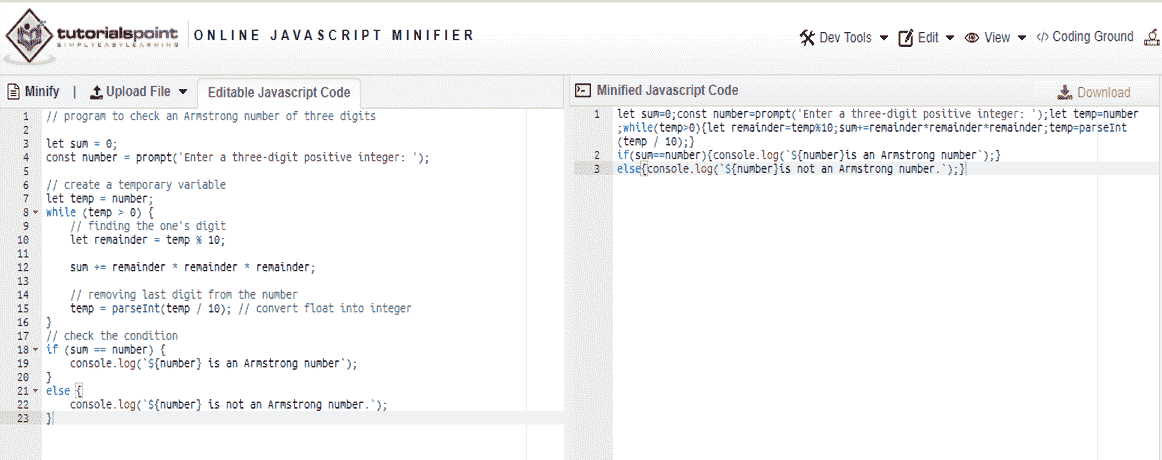 tutorialspoint
SIMPLYEASYLEARNING
ONLINE JAVASCRIPT MINIFIER
Dev Tools
Edit
View
</> Coding Ground
Minify | Upload File
Editable Javascript Code
1 // program to check an Armstrong number of three digits
2
3 let sum = 0;
4 const number = prompt('Enter a three-digit positive integer: ');
5
6 // create a temporary variable
7 let temp = number;
8 while (temp > 0) {
9 // finding the one's digit
10 let remainder = temp % 10;
11
12 sum += remainder * remainder * remainder;
13
14 // removing last digit from the number
15 temp = parseInt(temp / 10); // convert float into integer
16 }
17 // check the condition
18 if (sum == number) {
19 console.log(`${number} is an Armstrong number`);
20 }
21 else {
22 console.log(`${number} is not an Armstrong number.`);
23 }
Minified Javascript Code
Download
1 let sum=0;const number=prompt('Enter a three-digit positive integer: ');let temp=number
;while(temp>0){let remainder=temp%10;sum+=remainder*remainder*remainder;temp=parseInt
(temp / 10);}
2 if(sum==number){console.log(`${number}is an Armstrong number`);}
3 else{console.log(`${number}is not an Armstrong number.`);}